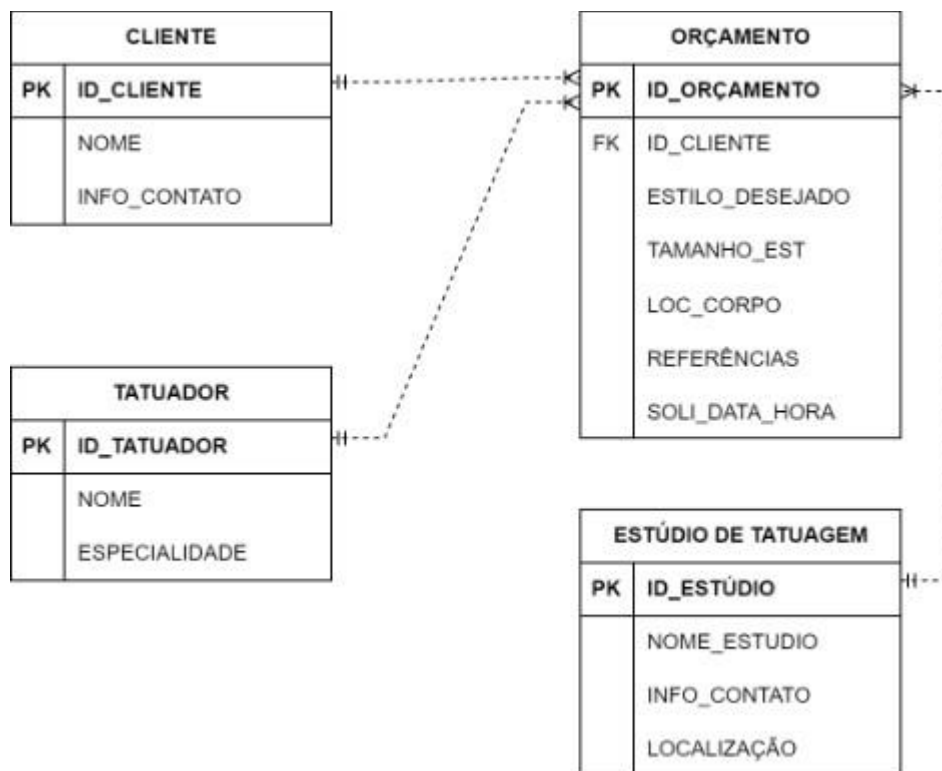 CLIENTE
PK ID_CLIENTE
NOME
INFO_CONTATO
ORÇAMENTO
PK ID_ORÇAMENTO
FK ID_CLIENTE
ESTILO_DESEJADO
TAMANHO_EST
LOC_CORPO
REFERÊNCIAS
SOLI_DATA_HORA
TATUADOR
PK ID_TATUADOR
NOME
ESPECIALIDADE
ESTÚDIO DE TATUAGEM
PK ID_ESTÚDIO
NOME_ESTUDIO
INFO_CONTATO
LOCALIZAÇÃO